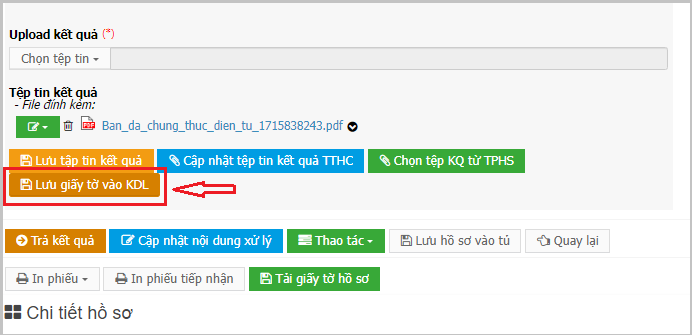 Upload kết quả (*)
Chọn tệp tin
Tệp tin kết quả
- File đính kèm:
PDF Ban_da_chung_thuc_dien_tu_1715838243.pdf
Lưu tập tin kết quả Cập nhật tệp tin kết quả TTHC Chọn tệp KQ từ TPHS
Lưu giấy tờ vào KDL
Trả kết quả Cập nhật nội dung xử lý Thao tác Lưu hồ sơ vào tủ Quay lại
In phiếu In phiếu tiếp nhận Tải giấy tờ hồ sơ
Chi tiết hồ sơ